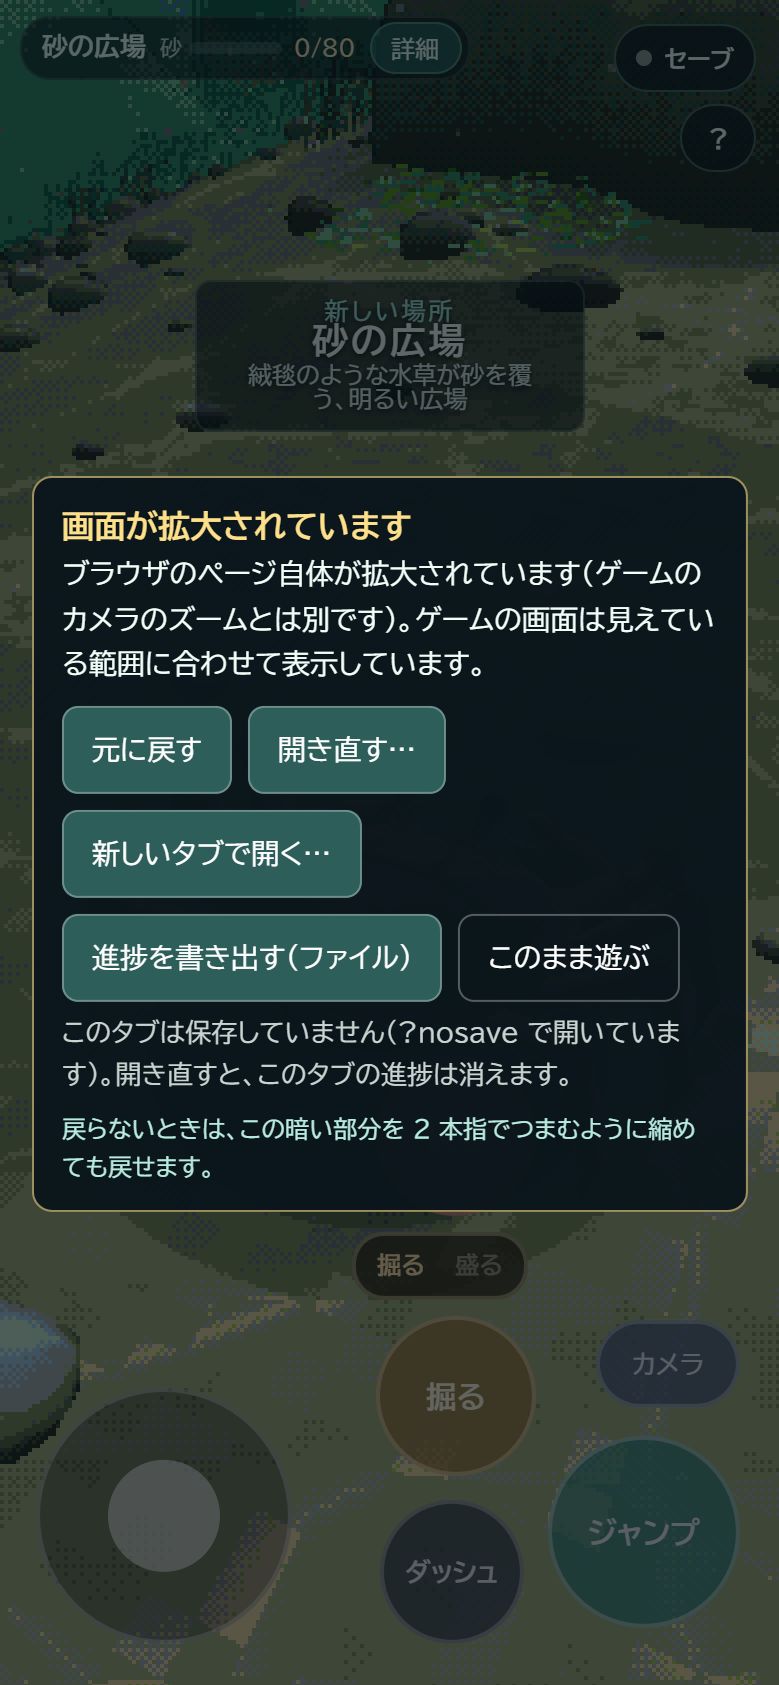 砂の広場 砂 0/80 詳細
セーブ
?
新しい場所
砂の広場
絨毯のような水草が砂を覆
う、明るい広場
画面が拡大されています
ブラウザのページ自体が拡大されています(ゲームの
カメラのズームとは別です)。ゲームの画面は見えてい
る範囲に合わせて表示しています。
元に戻す 開き直す…
新しいタブで開く…
進捗を書き出す(ファイル) このまま遊ぶ
このタブは保存していません(?nosave で開いていま
す)。開き直すと、このタブの進捗は消えます。
戻らないときは、この暗い部分を 2 本指でつまむように縮め
ても戻せます。
掘る 盛る
カメラ
掘る
ジャンプ
ダッシュ